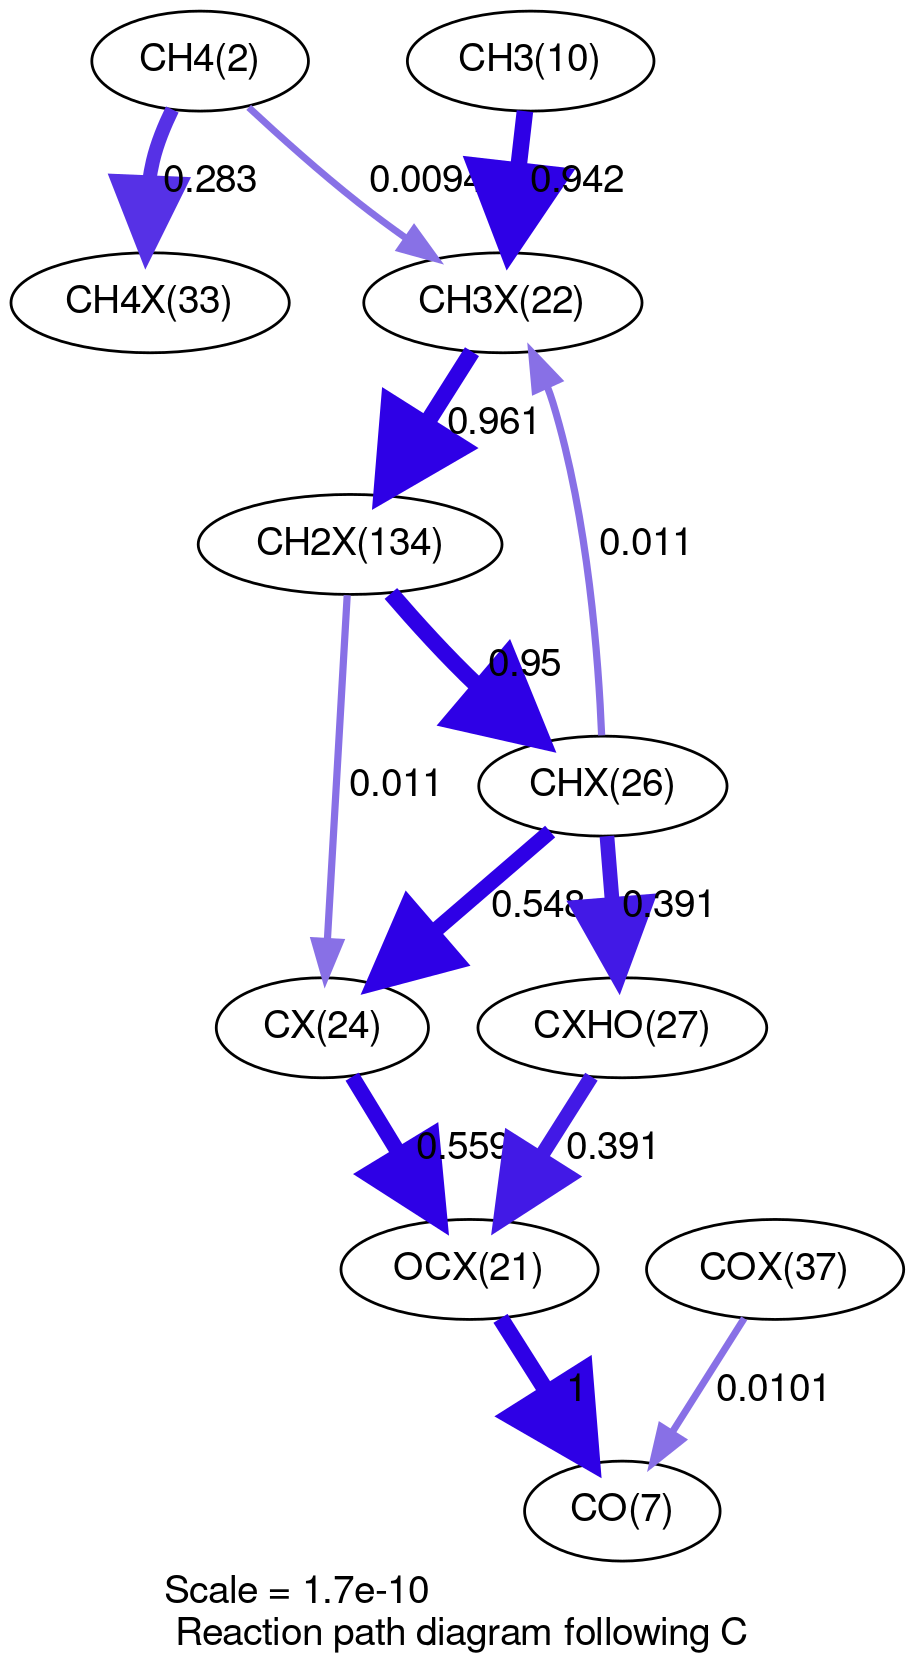 CH4(2)
CH3(10)
0.283
0.0094
0.942
CH4X(33)
CH3X(22)
0.961
CH2X(134)
0.011
0.95
0.011
CHX(26)
0.548
0.391
CX(24)
CXHO(27)
0.559
0.391
OCX(21)
COX(37)
1
0.0101
CO(7)
Scale = 1.7e-10
Reaction path diagram following C